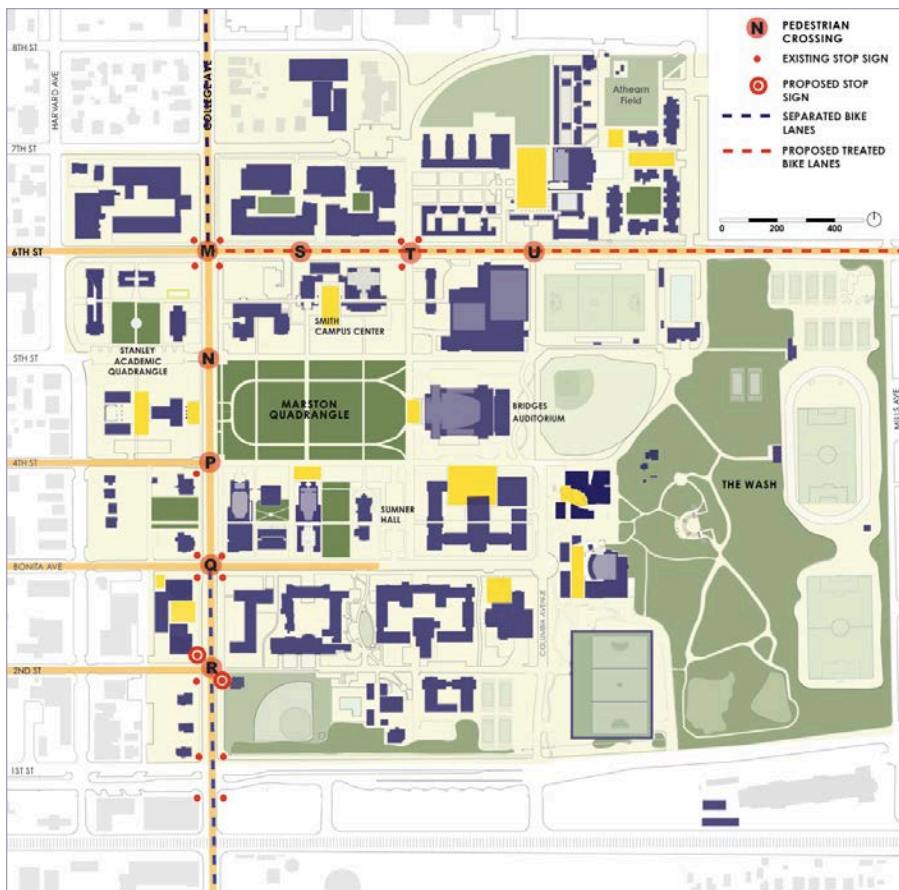 8TH ST
HARVARD AVE
COLLEGE AVE
Athearn
Field
N
PEDESTRIAN
CROSSING
EXISTING STOP SIGN
PROPOSED STOP
SIGN
SEPARATED BIKE
LANES
PROPOSED TREATED
BIKE LANES
0 200 400
7TH ST
6TH ST
M
S
T
U
SMITH
CAMPUS CENTER
STANLEY
ACADEMIC
QUADRANGLE
5TH ST
N
MARSTON
QUADRANGLE
BRIDGES
AUDITORIUM
MILLS AVE
4TH ST
P
THE WASH
SUMNER
HALL
BONITA AVE
Q
COLUMBIA AVENUE
2ND ST
R
1ST ST